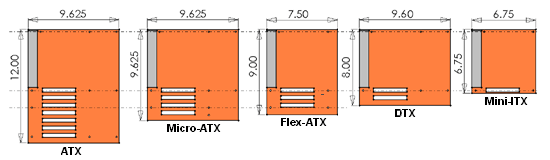 9.625
9.625
7.50
9.60
6.75
12.00
9.625
9.00
8.00
6.75
ATX
Micro-ATX
Flex-ATX
DTX
Mini-ITX